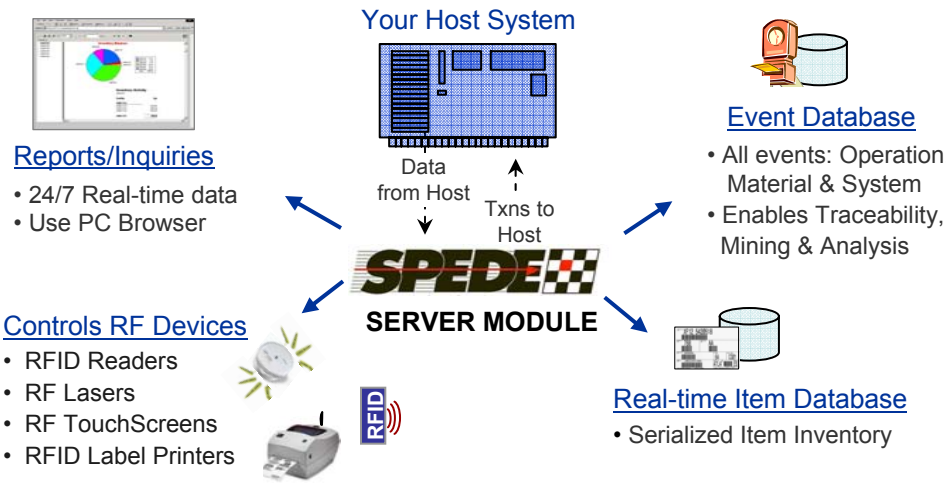 Your Host System
Reports/Inquiries
• 24/7 Real-time data
• Use PC Browser
Data
from Host
Txns to
Host
Event Database
• All events: Operation
Material & System
• Enables Traceability,
Mining & Analysis
SPEDE
SERVER MODULE
Controls RF Devices
• RFID Readers
• RF Lasers
• RF TouchScreens
• RFID Label Printers
RFID
Real-time Item Database
• Serialized Item Inventory